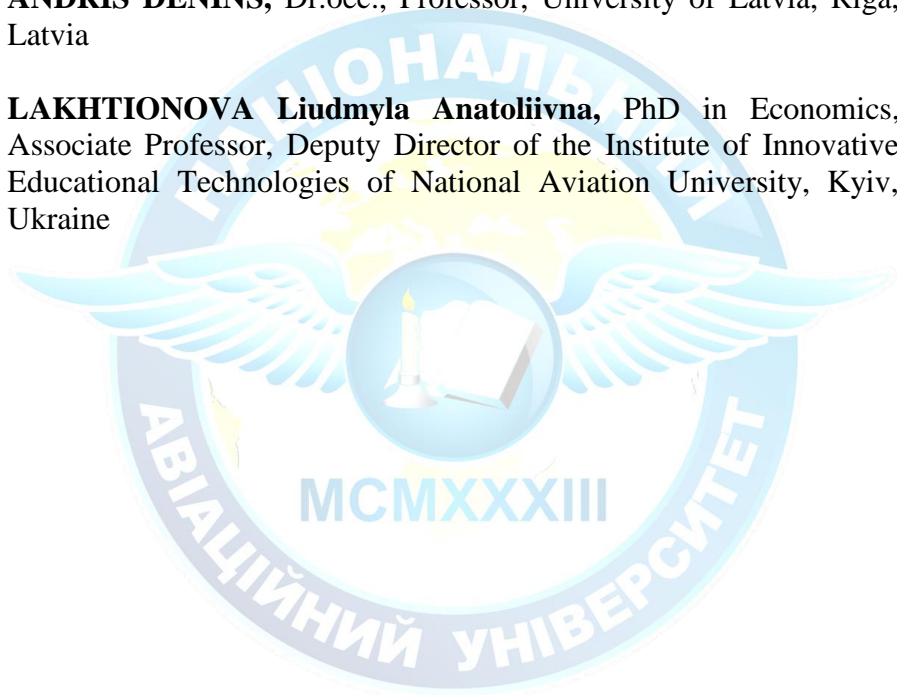 ANDRIS DENINS, Dr.oec., Professor, University of Latvia, Riga,
Latvia
LAKHTIONOVA Liudmyla Anatoliivna, PhD in Economics,
Associate Professor, Deputy Director of the Institute of Innovative
Educational Technologies of National Aviation University, Kyiv,
Ukraine
НАЦІОНАЛЬНИЙ
MCMXXXIII
АВІАЦІЙНИЙ УНІВЕРСИТЕТ